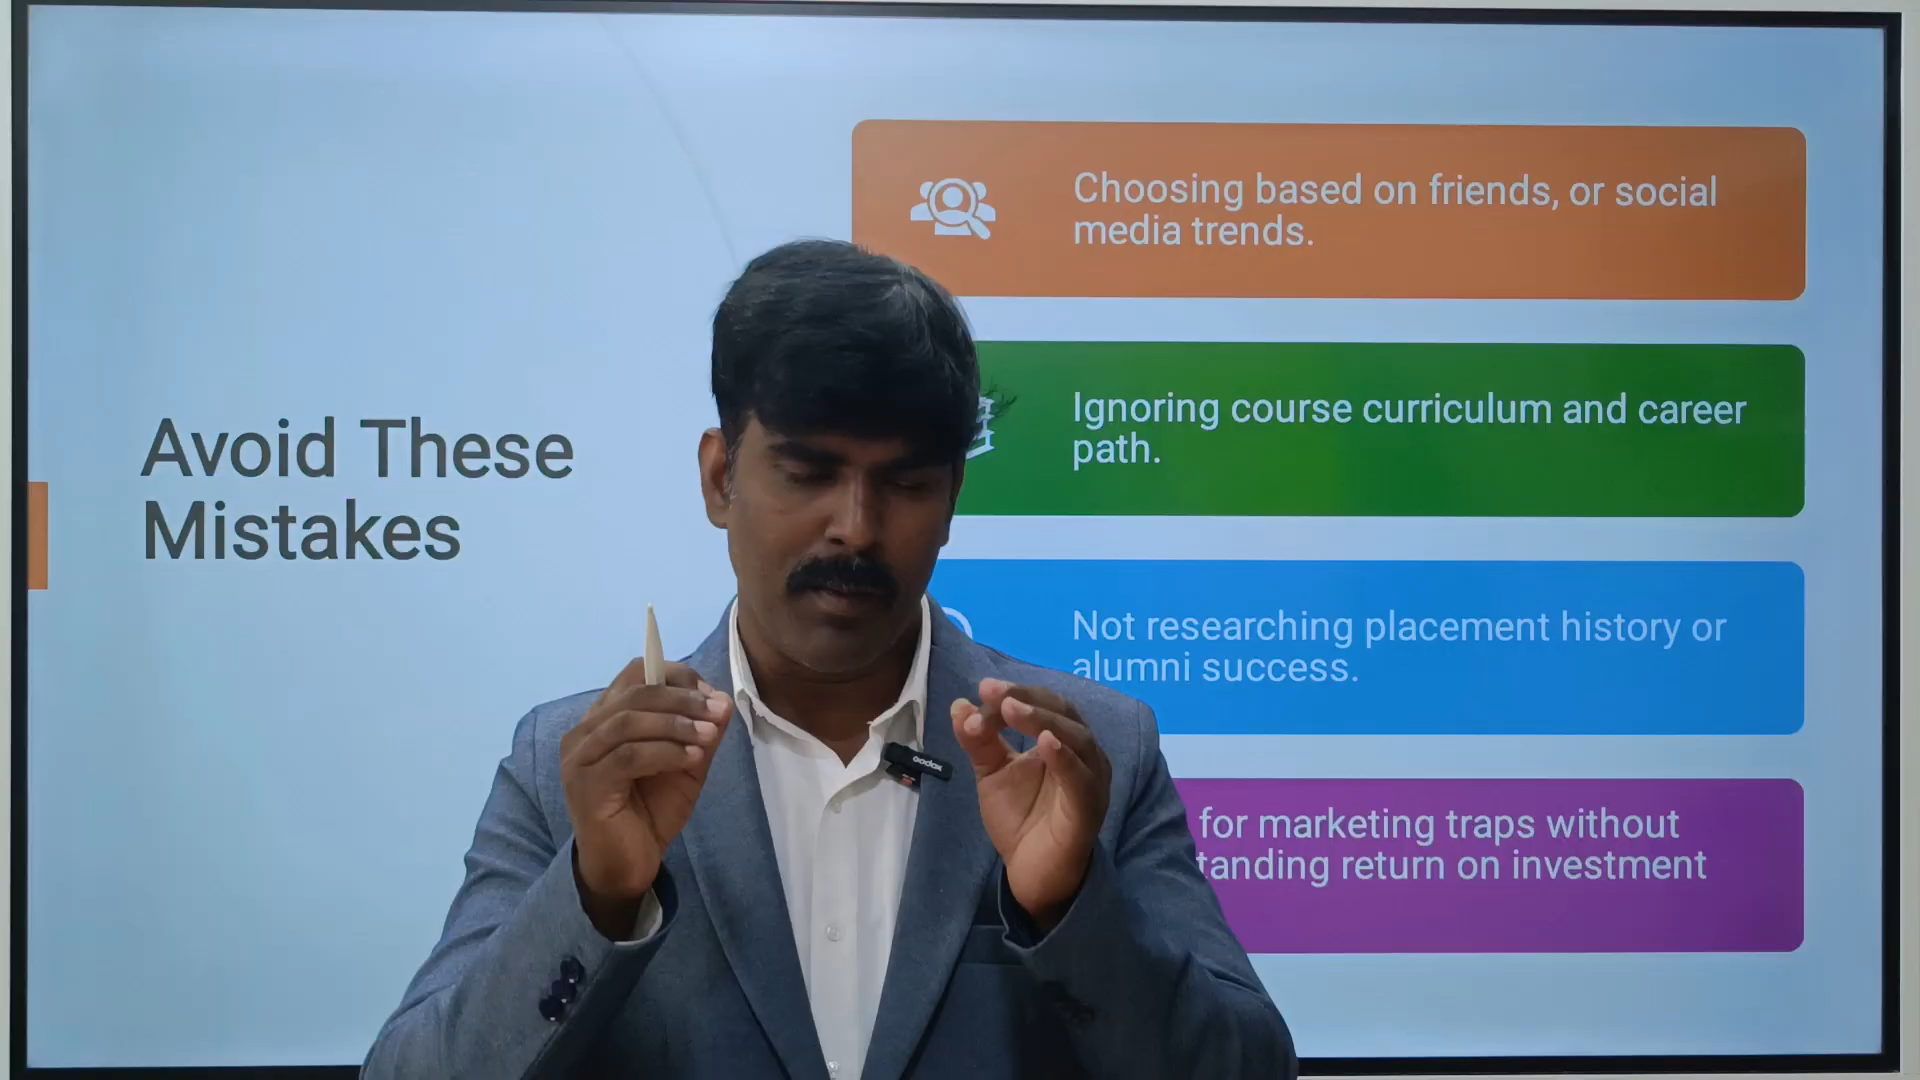 Avoid These
Mistakes
Choosing based on friends, or social
media trends.
Ignoring course curriculum and career
path.
Not researching placement history or
alumni success.
for marketing traps without
return on investment
Godox